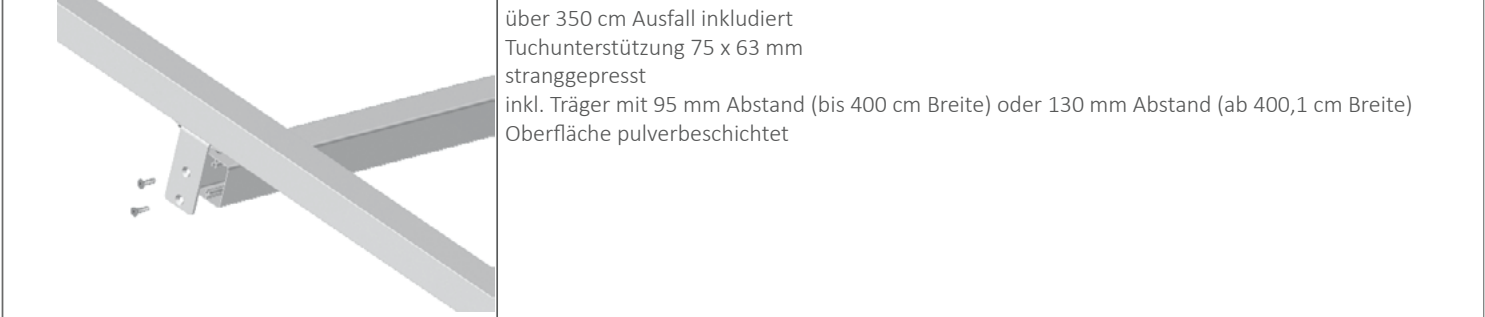 über 350 cm Ausfall inkludiert
Tuchunterstützung 75 x 63 mm
stranggepresst
inkl. Träger mit 95 mm Abstand (bis 400 cm Breite) oder 130 mm Abstand (ab 400,1 cm Breite)
Oberfläche pulverbeschichtet